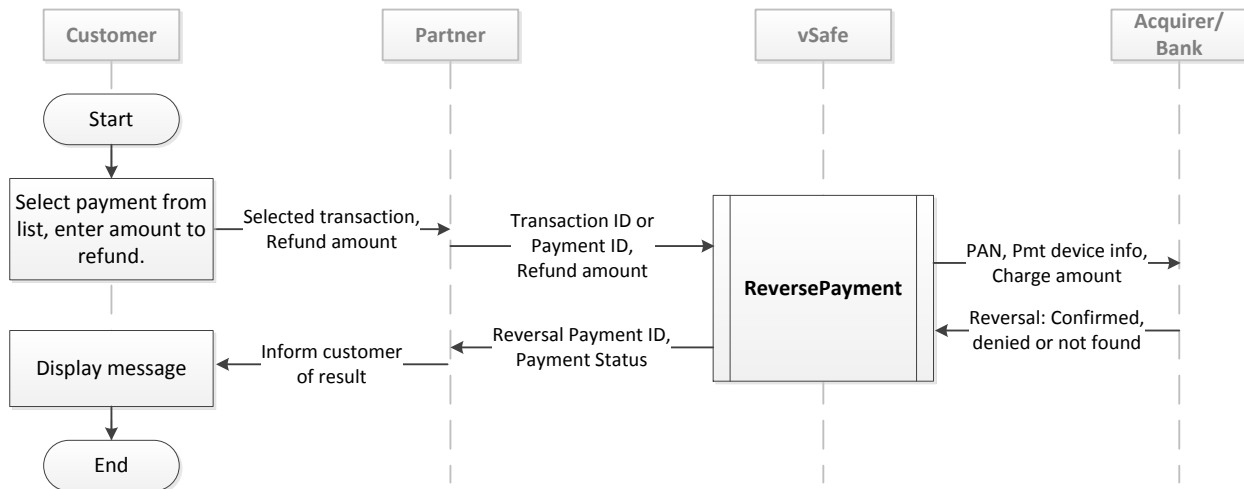 Customer
Partner
vSafe
Acquirer/
Bank
Start
Select payment from
list, enter amount to
refund.
Selected transaction,
Refund amount
Transaction ID or
Payment ID,
Refund amount
ReversePayment
PAN, Pmt device info,
Charge amount
Reversal: Confirmed,
denied or not found
Reversal Payment ID,
Payment Status
Inform customer
of result
Display message
End